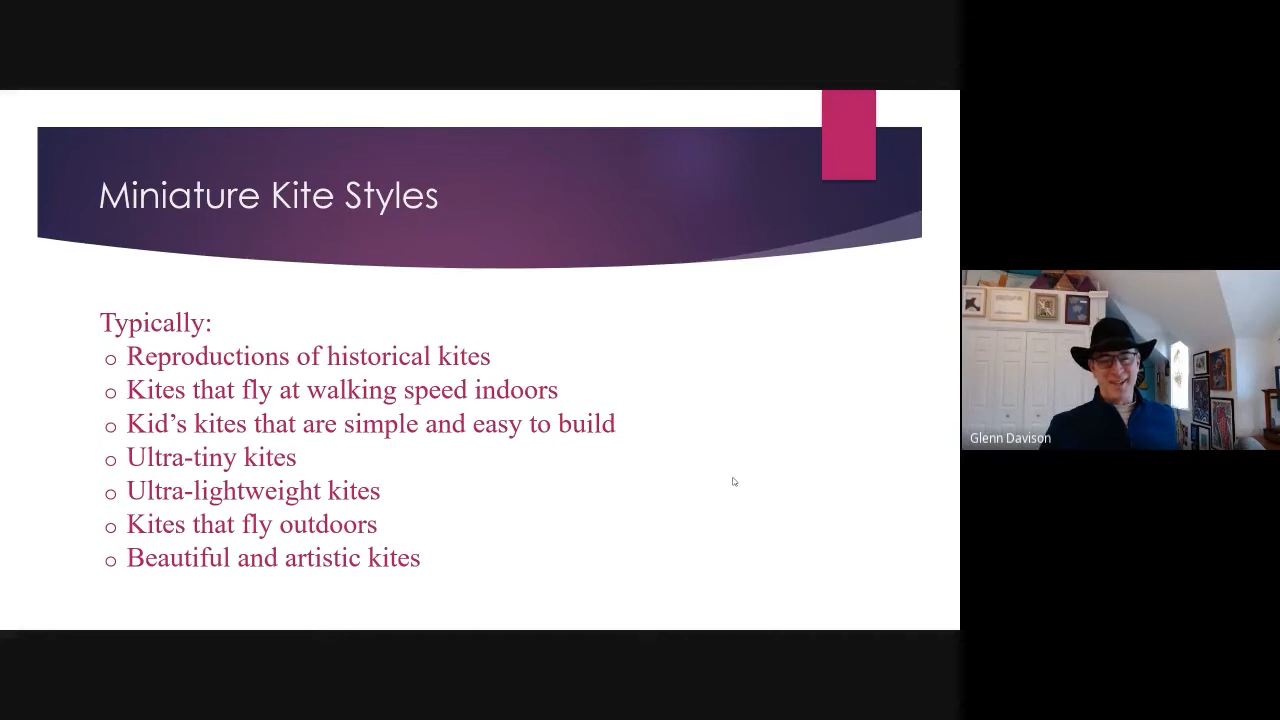 Miniature Kite Styles
Typically:
o Reproductions of historical kites
o Kites that fly at walking speed indoors
o Kid’s kites that are simple and easy to build
o Ultra-tiny kites
o Ultra-lightweight kites
o Kites that fly outdoors
o Beautiful and artistic kites
Glenn Davison